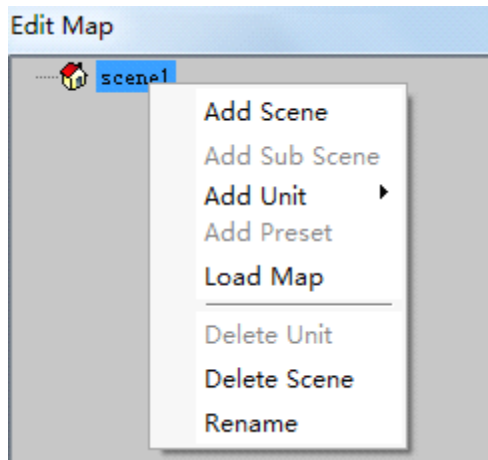 Edit Map
scene1
Add Scene
Add Sub Scene
Add Unit
Add Preset
Load Map
Delete Unit
Delete Scene
Rename